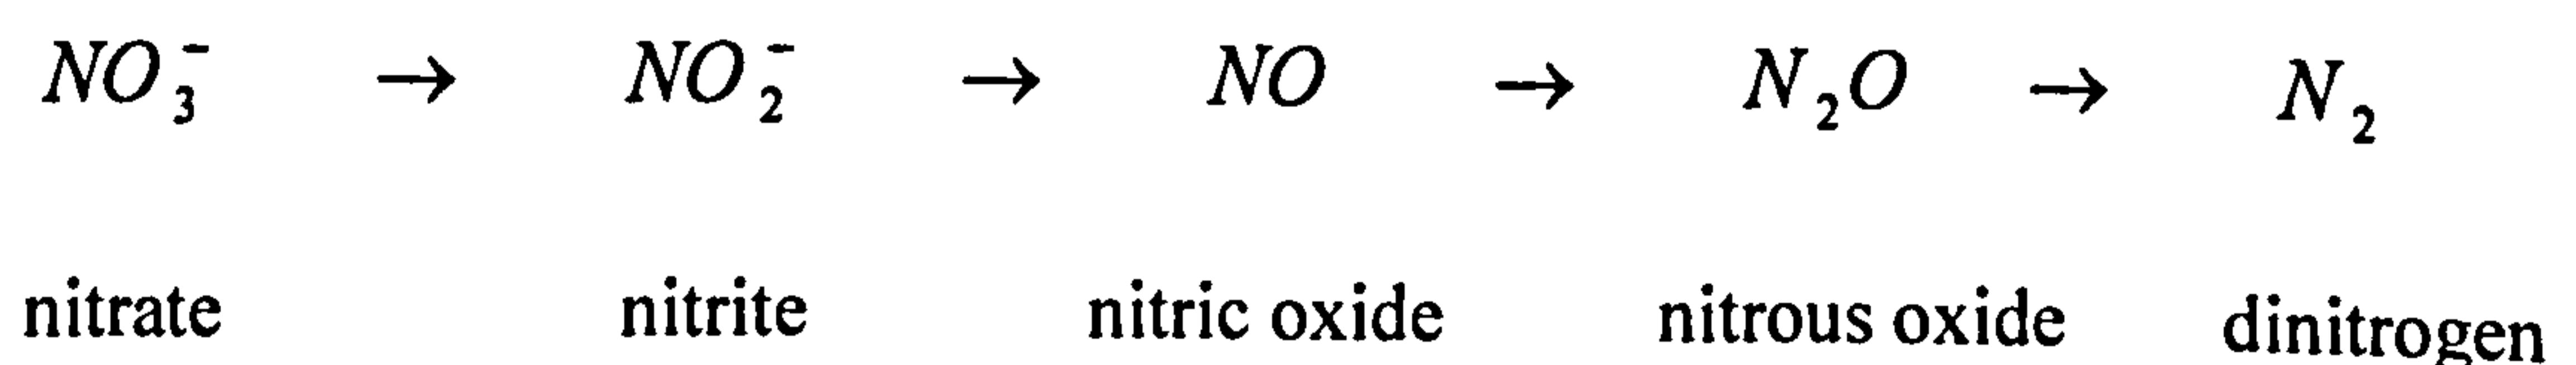 NO₃⁻ → NO₂⁻ → NO → N₂O → N₂
nitrate nitrite nitric oxide nitrous oxide dinitrogen